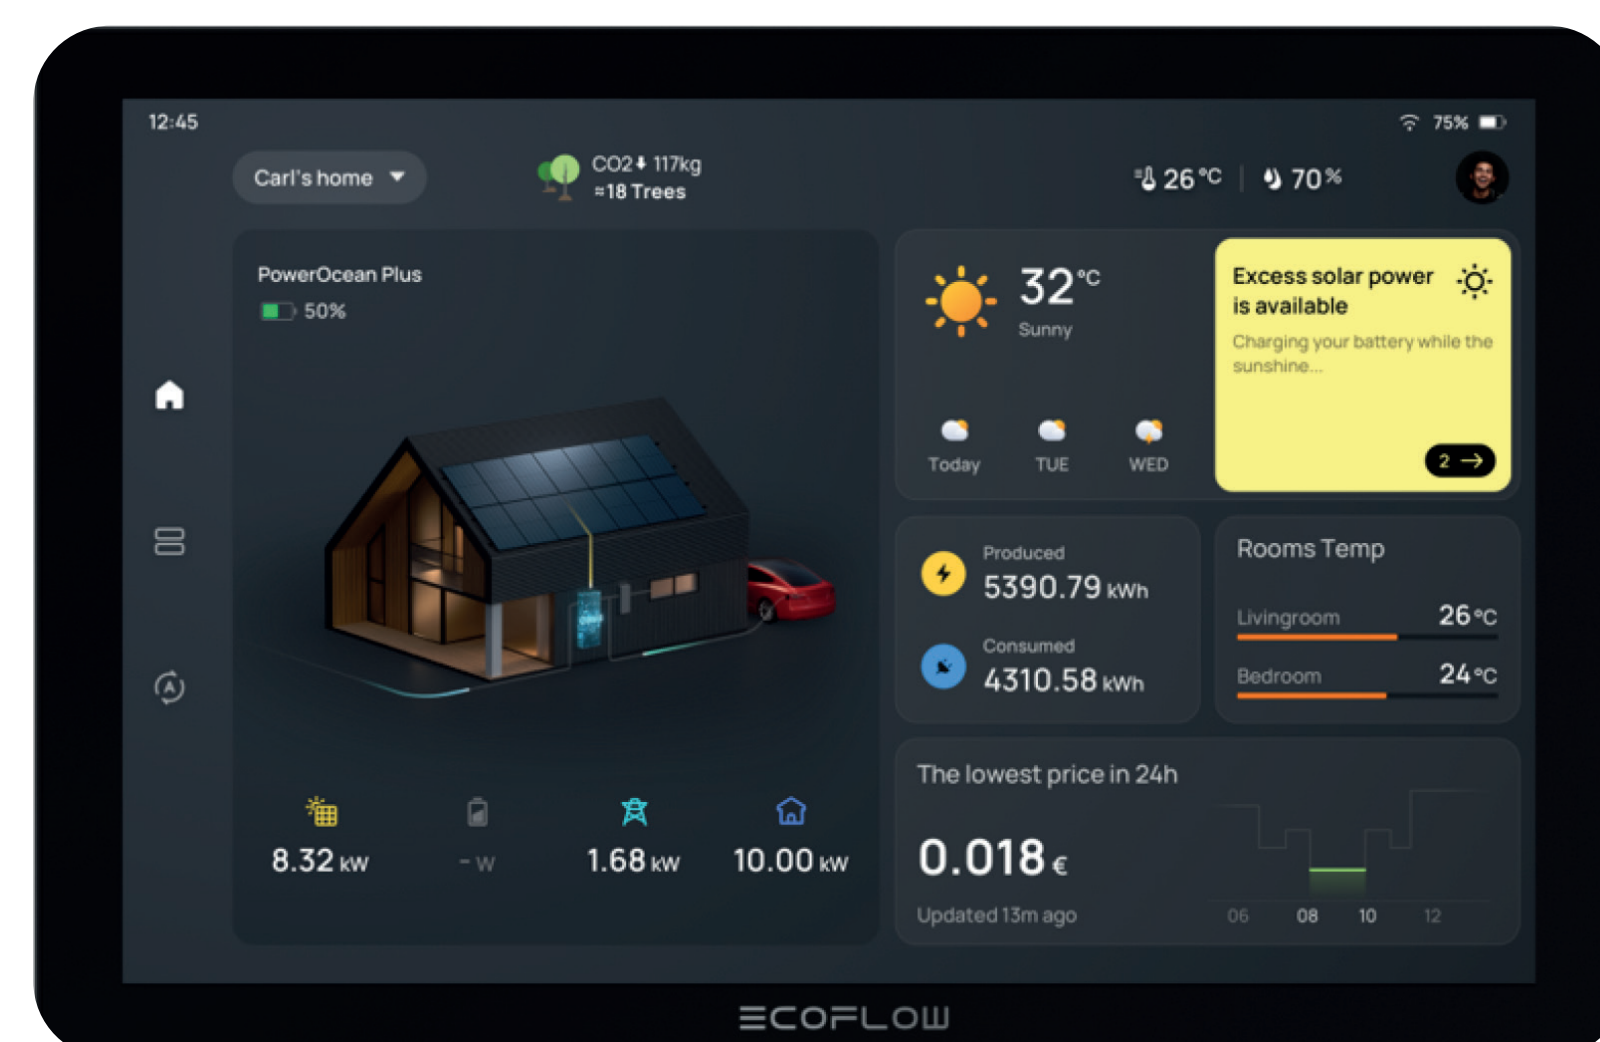 12:45
75%
Carl's home
CO2⬇117kg
≈18 Trees
26°C
70%
PowerOcean Plus
50%
32°C
Sunny
Today
TUE
WED
Excess solar power
is available
Charging your battery while the
sunshine...
2 →
Produced
5390.79 kWh
Consumed
4310.58 kWh
Rooms Temp
Livingroom
26°C
Bedroom
24°C
8.32 kW
- W
1.68 kW
10.00 kW
The lowest price in 24h
0.018 €
Updated 13m ago
06
08
10
12
A
ECOFLOW